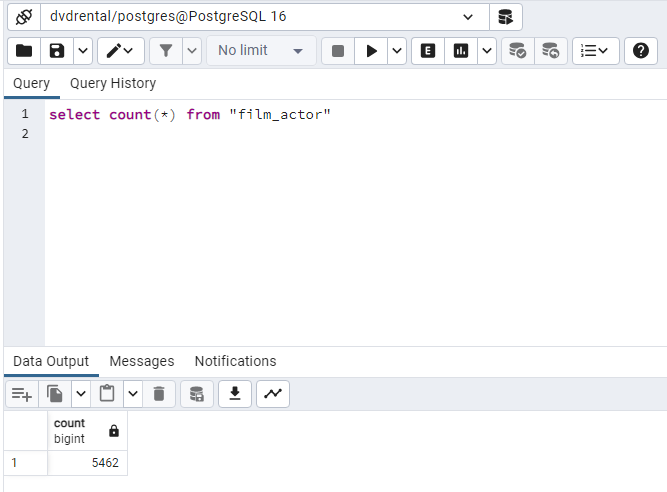 dvdrental/postgres@PostgreSQL 16
No limit
E
Query Query History
1 select count(*) from "film_actor"
2
Data Output Messages Notifications
count
bigint
1 5462